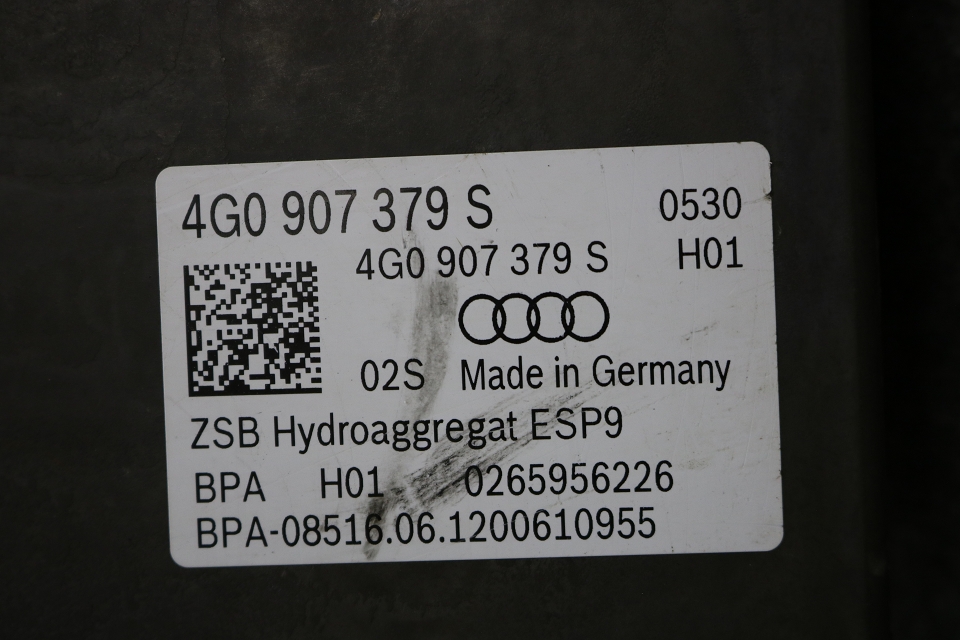 4G0 907 379 S 0530
4G0 907 379 S H01
02S Made in Germany
ZSB Hydroaggregat ESP9
BPA H01 0265956226
BPA-08516.06.1200610955